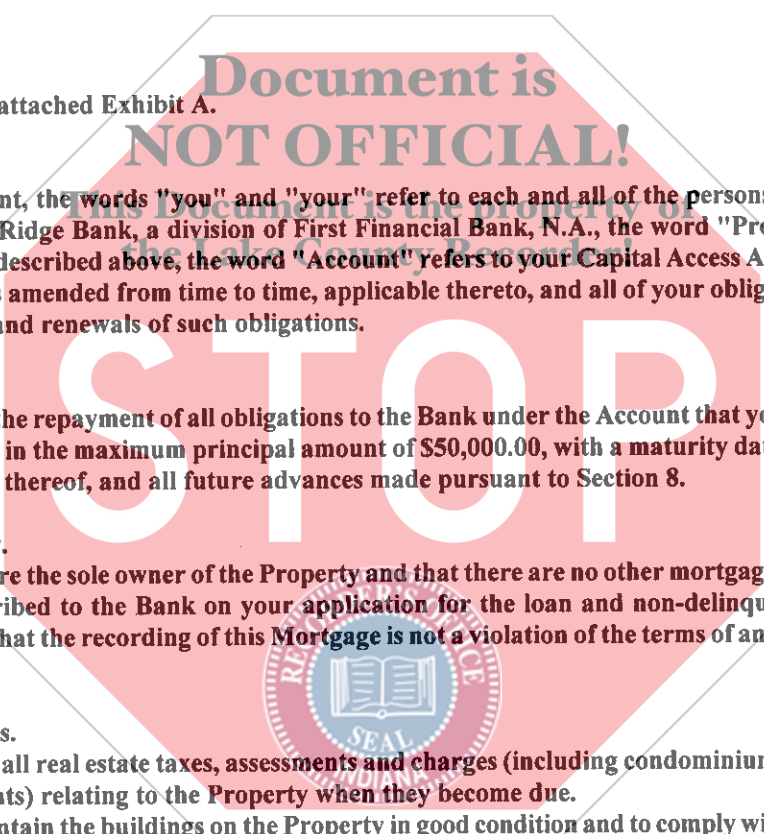 Document is
attached Exhibit A.
NOT OFFICIAL!
nt, the words "you" and "your" refer to each and all of the person
This Document is the property of
Ridge Bank, a division of First Financial Bank, N.A., the word "Pro
the Lake County Recorder!
described above, the word "Account" refers to your Capital Access A
amended from time to time, applicable thereto, and all of your oblig
and renewals of such obligations.
STOP
the repayment of all obligations to the Bank under the Account that yo
in the maximum principal amount of $50,000.00, with a maturity da
thereof, and all future advances made pursuant to Section 8.
re the sole owner of the Property and that there are no other mortgag
ribed to the Bank on your application for the loan and non-delinqu
hat the recording of this Mortgage is not a violation of the terms of an
RECORDER'S OFFICE
SEAL
INDIANA
s.
all real estate taxes, assessments and charges (including condominium
nts) relating to the Property when they become due.
ntain the buildings on the Property in good condition and to comply wi